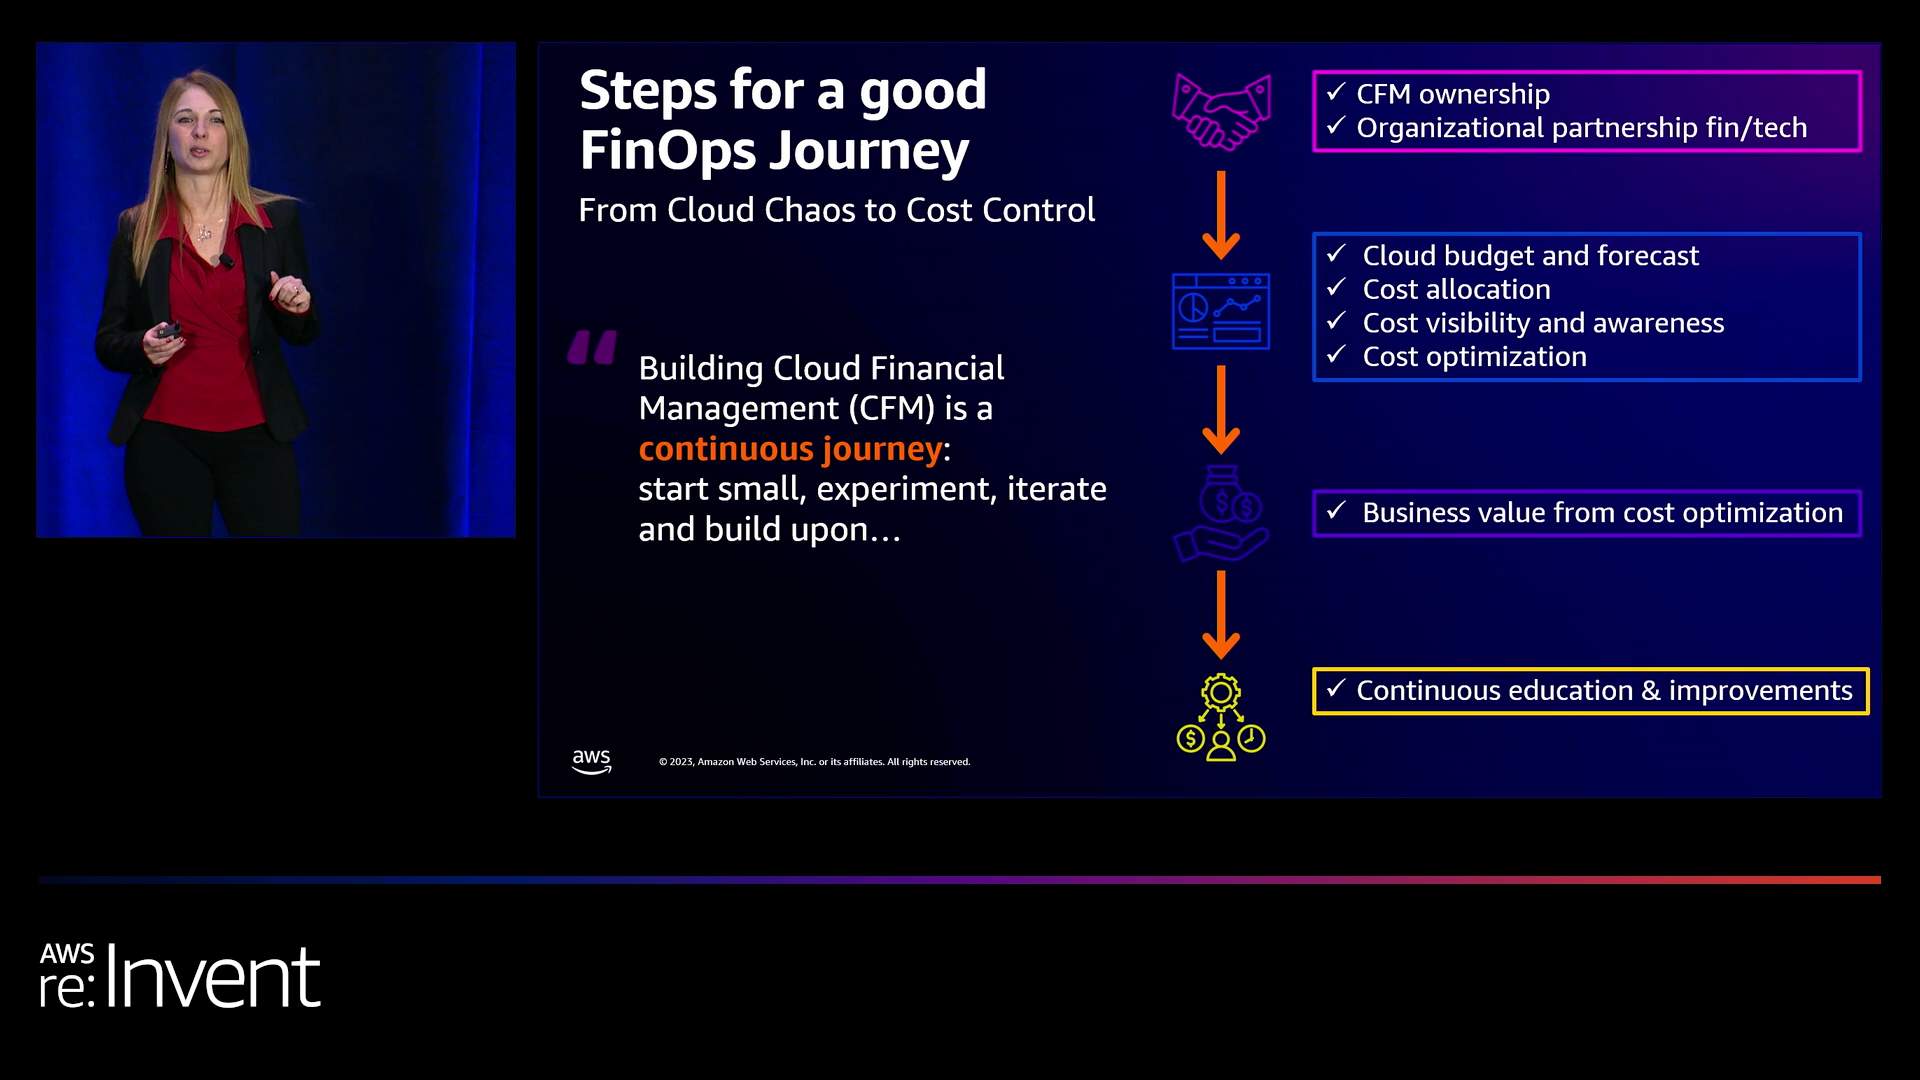 Steps for a good
FinOps Journey
From Cloud Chaos to Cost Control
“
Building Cloud Financial
Management (CFM) is a
continuous journey:
start small, experiment, iterate
and build upon...
✓ CFM ownership
✓ Organizational partnership fin/tech
✓ Cloud budget and forecast
✓ Cost allocation
✓ Cost visibility and awareness
✓ Cost optimization
$ $
✓ Business value from cost optimization
✓ Continuous education & improvements
$
aws
© 2023, Amazon Web Services, Inc. or its affiliates. All rights reserved.
AWS
re:Invent